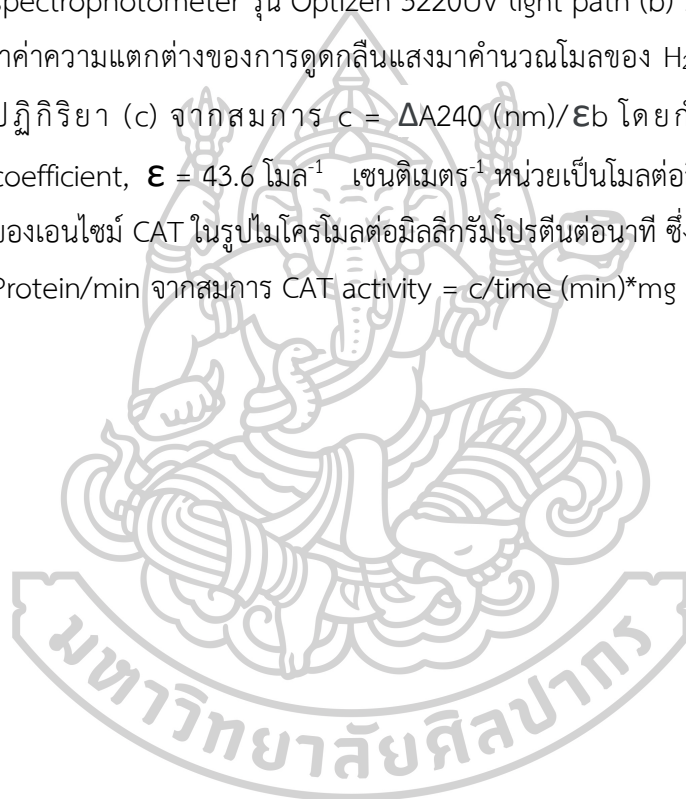 spectrophotometer รุ่น Optizen 3220UV (light path (b)
าค่าความแตกต่างของการดูดกลืนแสงมาคำนวณโมลของ H₂
ปฏิกิริยา (c) จากสมการ c = ΔA240 (nm)/Ɛb โดยกั
coefficient, Ɛ = 43.6 โมล⁻¹ เซนติเมตร⁻¹ หน่วยเป็นโมลต่อ
ของเอนไซม์ CAT ในรูปไมโครโมลต่อมิลลิกรัมโปรตีนต่อนาที ซึ่ง
Protein/min จากสมการ CAT activity = c/time (min)*mg
มหาวิทยาลัยศิลปากร